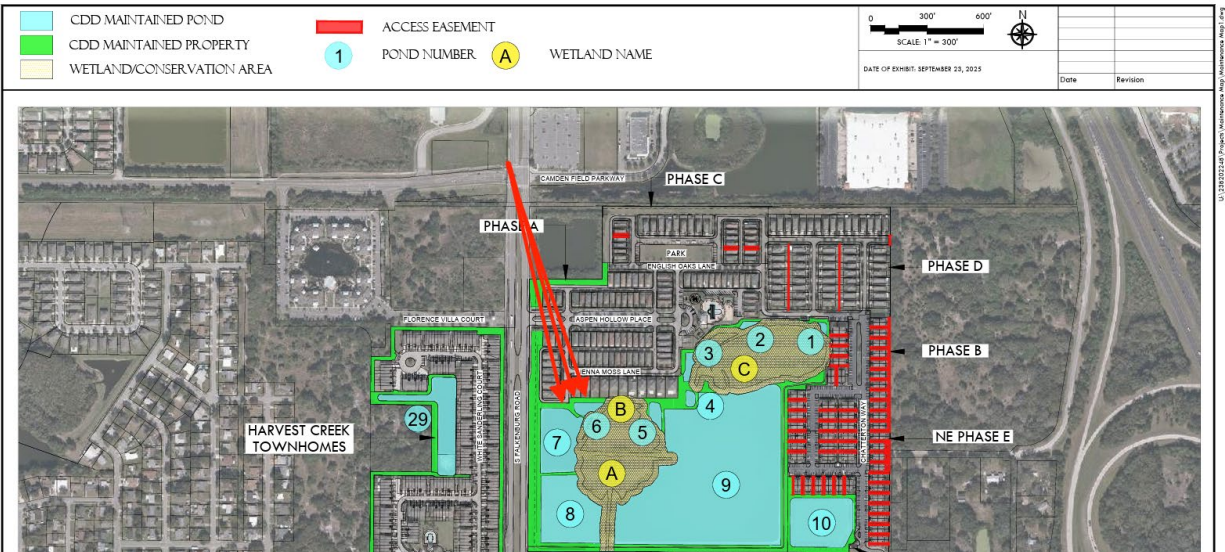 CDD MAINTAINED POND
CDD MAINTAINED PROPERTY
WETLAND/CONSERVATION AREA
ACCESS EASEMENT
1 POND NUMBER A WETLAND NAME
0 300' 600'
SCALE: 1" = 300'
N
DATE OF EXHIBIT: SEPTEMBER 23, 2025
Date Revision
CAMDEN FIELD PARKWAY
PHASE C
PHASE A
PARK
ENGLISH OAKS LANE
PHASE D
FLORENCE VILLA COURT
ASPEN HOLLOW PLACE
PHASE B
1
2
3
C
SIENNA MOSS LANE
4
B
6
5
7
29
HARVEST CREEK
TOWNHOMES
WHITE SANDERLING COURT
S FALKENBURG ROAD
CHATTERTON WAY
NE PHASE E
A
9
8
10